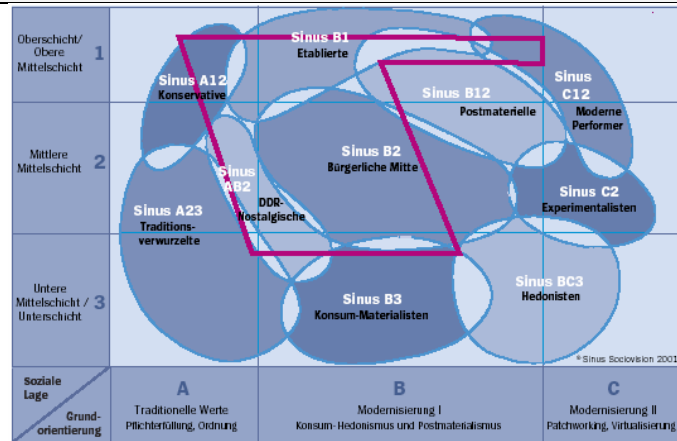 Oberschicht/
Obere
Mittelschicht
1
Mittlere
Mittelschicht
2
Untere
Mittelschicht /
Unterschicht
3
Sinus B1
Etablierte
Sinus A12
Konservative
Sinus B12
Postmaterielle
Sinus
C12
Moderne
Performer
Sinus
AB2
DDR-
Nostalgische
Sinus B2
Bürgerliche Mitte
Sinus C2
Experimentalisten
Sinus A23
Traditions-
verwurzelte
Sinus B3
Konsum-Materialisten
Sinus BC3
Hedonisten
© Sinus Sociovision 2001
Soziale
Lage
Grund-
orientierung
A
Traditionelle Werte
Pflichterfüllung, Ordnung
B
Modernisierung I
Konsum-Hedonismus und Postmaterialismus
C
Modernisierung II
Patchworking, Virtualisierung